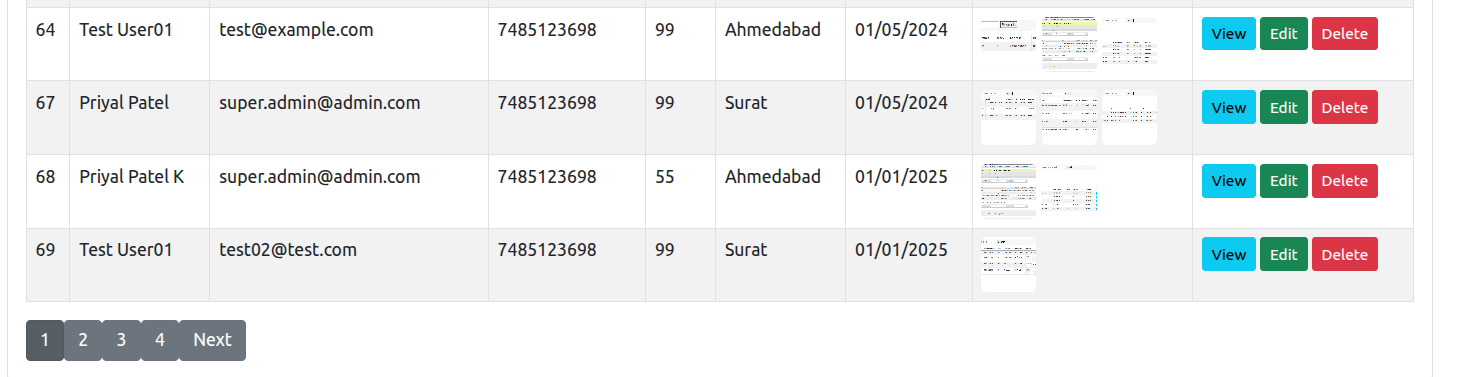 64 Test User01 test@example.com 7485123698 99 Ahmedabad 01/05/2024 View Edit Delete
67 Priyal Patel super.admin@admin.com 7485123698 99 Surat 01/05/2024 View Edit Delete
68 Priyal Patel K super.admin@admin.com 7485123698 55 Ahmedabad 01/01/2025 View Edit Delete
69 Test User01 test02@test.com 7485123698 99 Surat 01/01/2025 View Edit Delete
1 2 3 4 Next